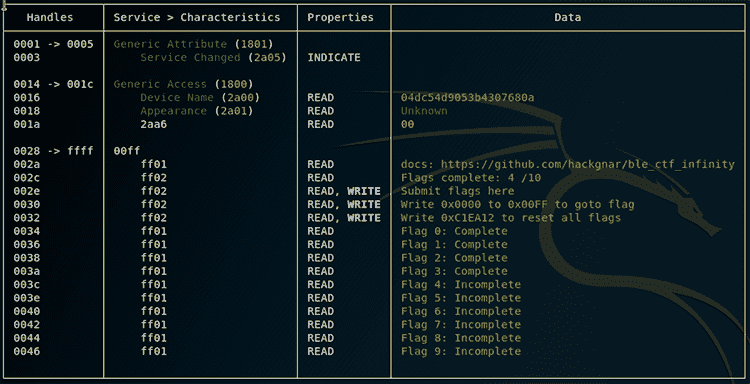 Handles Service > Characteristics Properties Data
0001 -> 0005 Generic Attribute (1801)
0003 Service Changed (2a05) INDICATE
0014 -> 001c Generic Access (1800)
0016 Device Name (2a00) READ 04dc54d9053b4307680a
0018 Appearance (2a01) READ Unknown
001a 2aa6 READ 00
0028 -> ffff 00ff
002a ff01 READ docs: https://github.com/hackgnar/ble_ctf_infinity
002c ff02 READ Flags complete: 4 /10
002e ff02 READ, WRITE Submit flags here
0030 ff02 READ, WRITE Write 0x0000 to 0x00FF to goto flag
0032 ff02 READ, WRITE Write 0xC1EA12 to reset all flags
0034 ff01 READ Flag 0: Complete
0036 ff01 READ Flag 1: Complete
0038 ff01 READ Flag 2: Complete
003a ff01 READ Flag 3: Complete
003c ff01 READ Flag 4: Incomplete
003e ff01 READ Flag 5: Incomplete
0040 ff01 READ Flag 6: Incomplete
0042 ff01 READ Flag 7: Incomplete
0044 ff01 READ Flag 8: Incomplete
0046 ff01 READ Flag 9: Incomplete